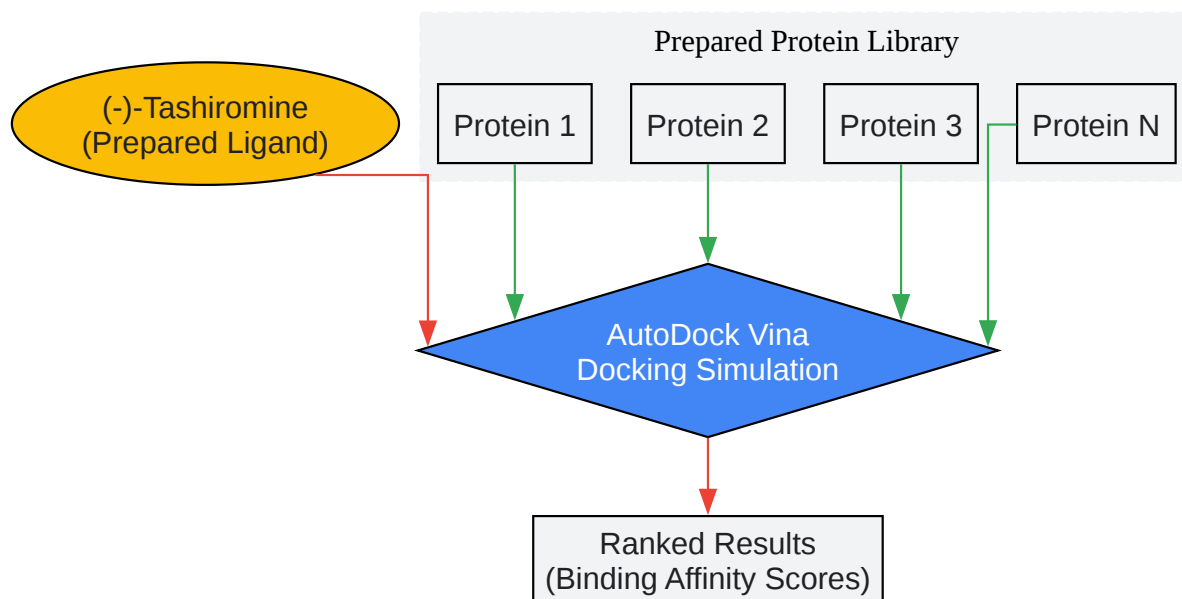 Prepared Protein Library
(-)-Tashiromine
(Prepared Ligand)
Protein 1
Protein 2
Protein 3
Protein N
AutoDock Vina
Docking Simulation
Ranked Results
(Binding Affinity Scores)